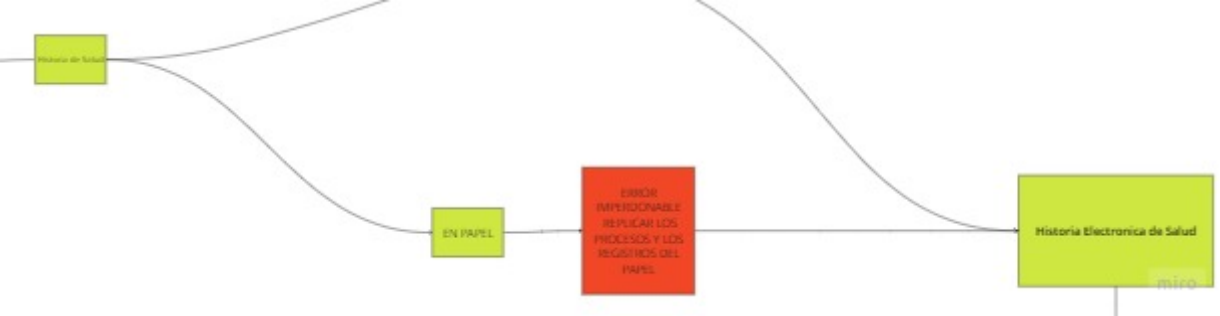 Historia de Salud
EN PAPEL
ERROR
IMPERDONABLE
REPLICAR LOS
PROCESOS Y LOS
REGISTROS DEL
PAPEL
Historia Electronica de Salud
miro